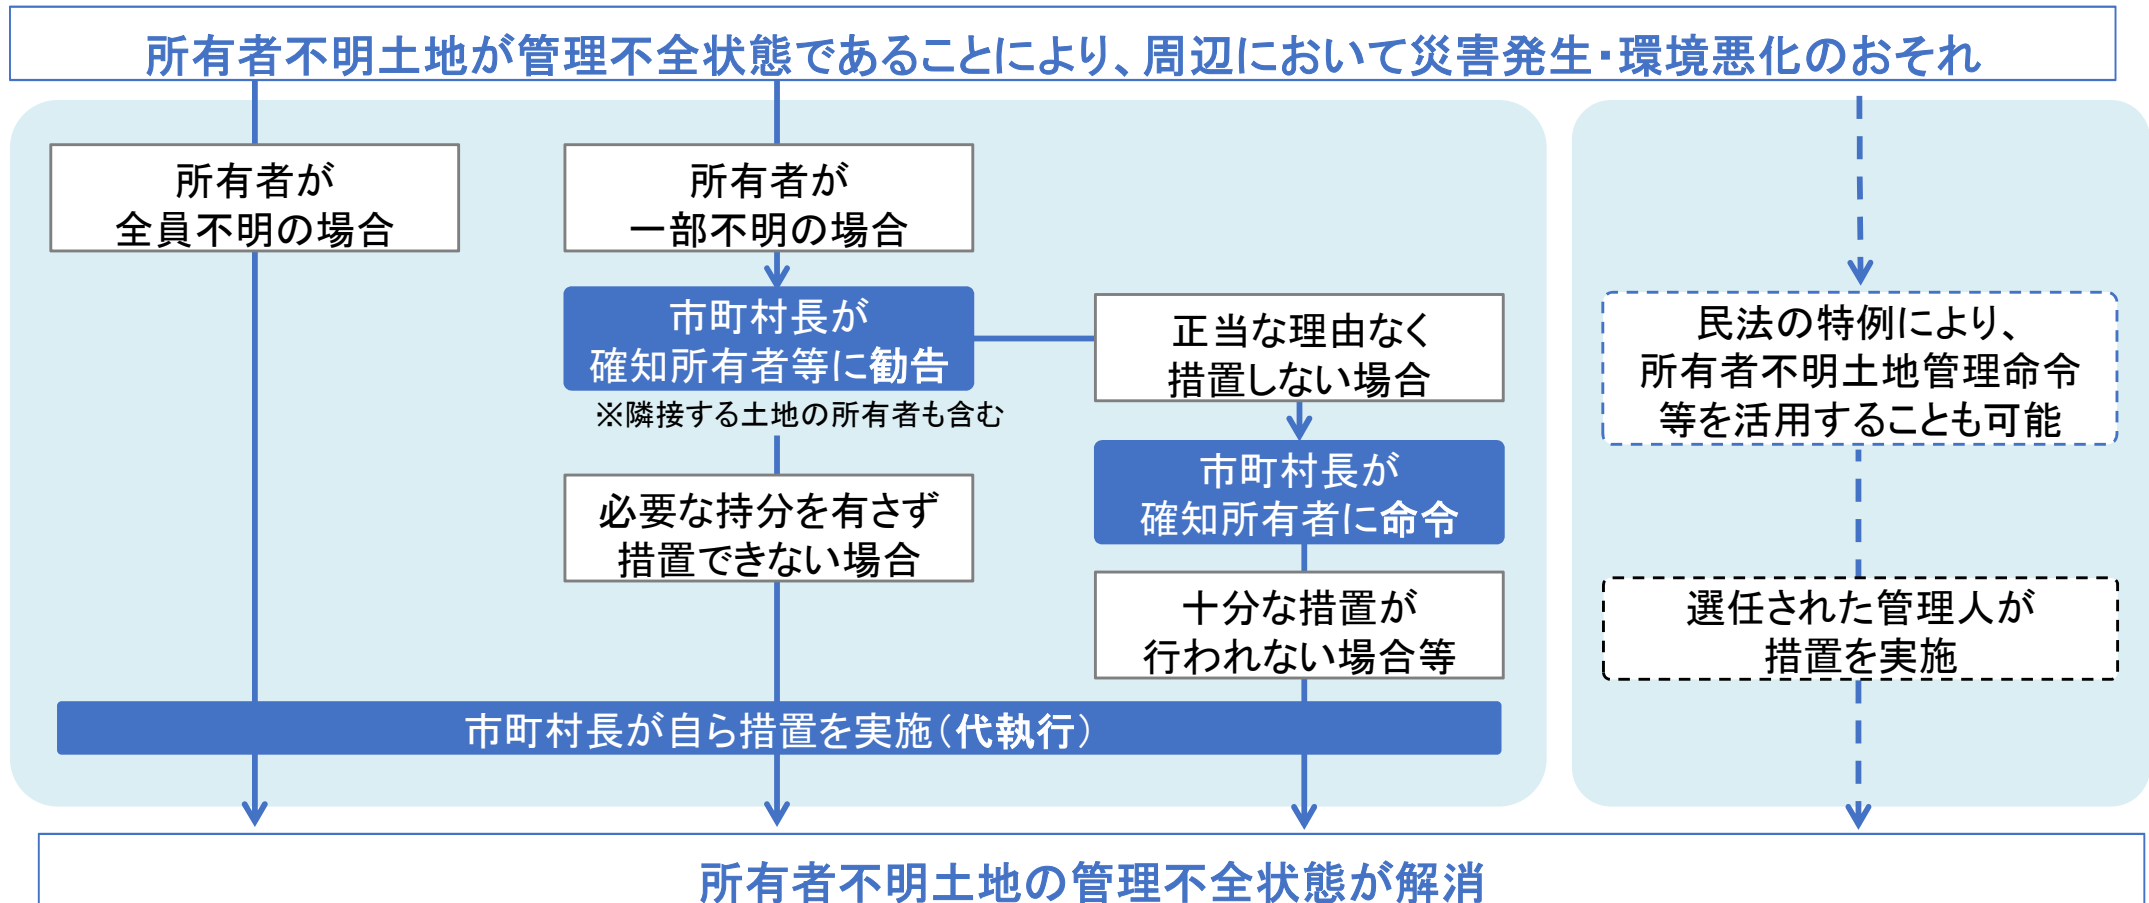 所有者不明土地が管理不全状態であることにより、周辺において災害発生・環境悪化のおそれ
所有者が
全員不明の場合
所有者が
一部不明の場合
市町村長が
確知所有者等に勧告
※隣接する土地の所有者も含む
必要な持分を有さず
措置できない場合
正当な理由なく
措置しない場合
市町村長が
確知所有者に命令
十分な措置が
行われない場合等
市町村長が自ら措置を実施（代執行）
民法の特例により、
所有者不明土地管理命令
等を活用することも可能
選任された管理人が
措置を実施
所有者不明土地の管理不全状態が解消